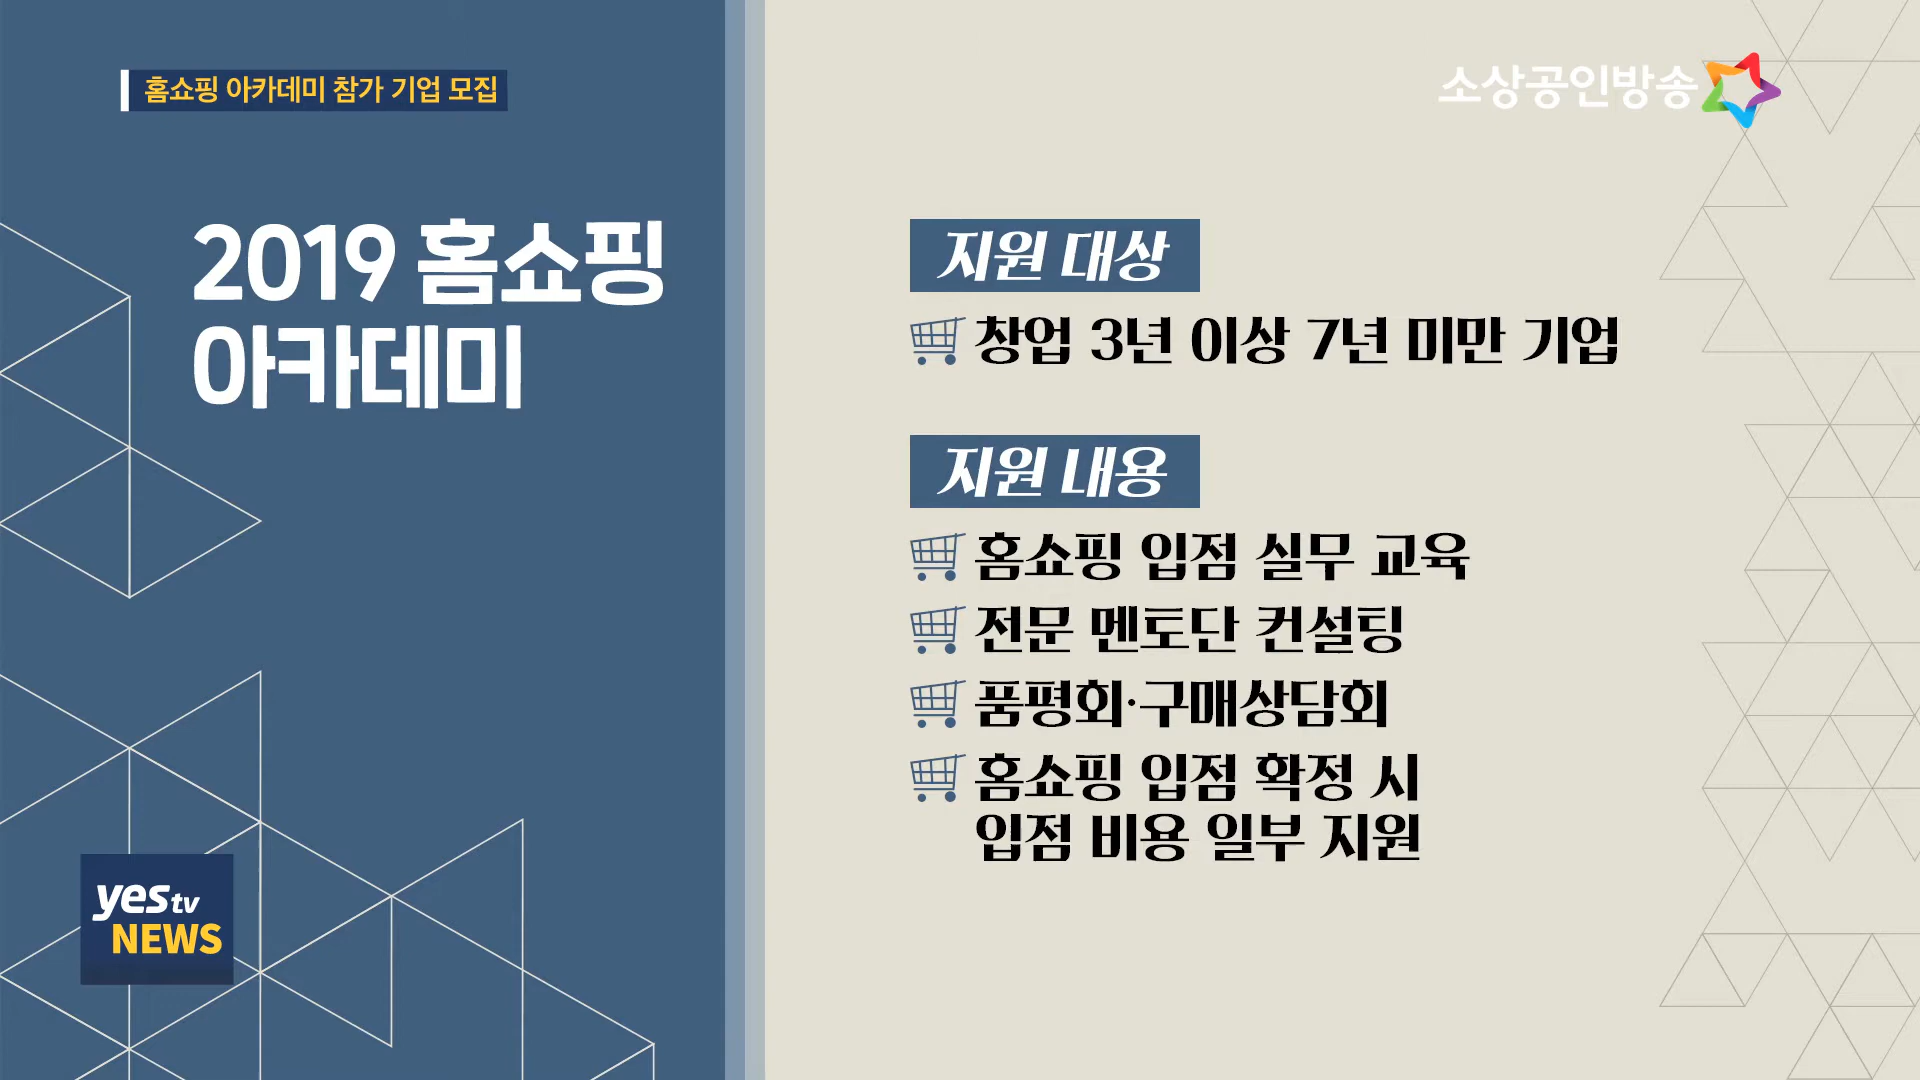 홈쇼핑 아카데미 참가 기업 모집
소상공인방송
2019 홈쇼핑
아카데미
지원 대상
창업 3년 이상 7년 미만 기업
지원 내용
홈쇼핑 입점 실무 교육
전문 멘토단 컨설팅
품평회·구매상담회
홈쇼핑 입점 확정 시
입점 비용 일부 지원
yes tv
NEWS